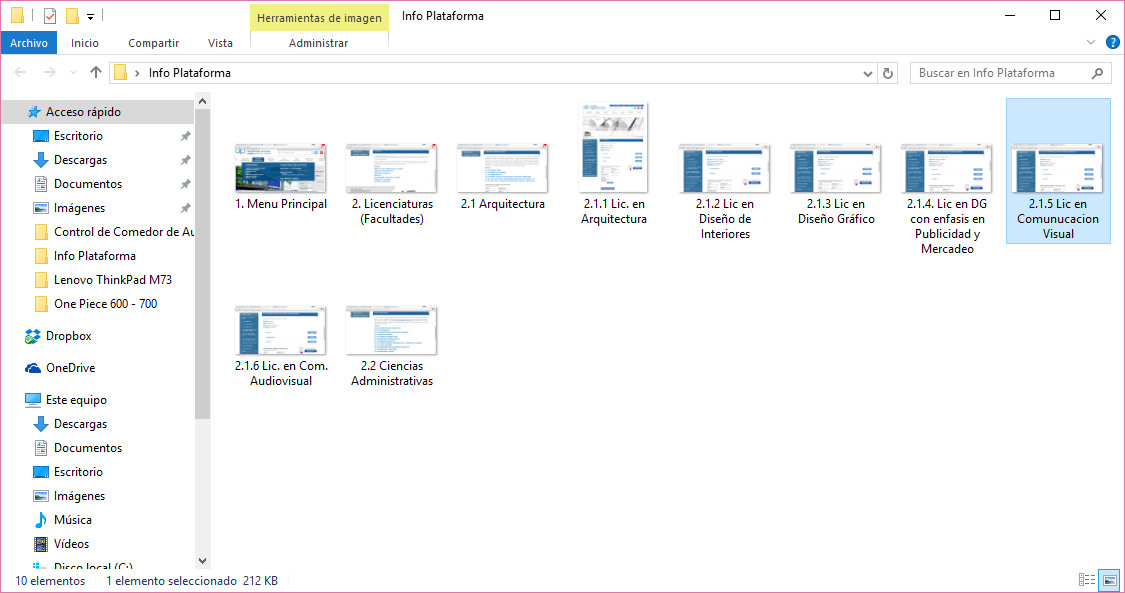 Herramientas de imagen
Info Plataforma
Archivo
Inicio
Compartir
Vista
Administrar
Info Plataforma
Buscar en Info Plataforma
Acceso rápido
Escritorio
Descargas
Documentos
Imágenes
Control de Comedor de Au
Info Plataforma
Lenovo ThinkPad M73
One Piece 600 - 700
Dropbox
OneDrive
Este equipo
Descargas
Documentos
Escritorio
Imágenes
Música
Vídeos
Disco local (C:)
1. Menu Principal
2. Licenciaturas
(Facultades)
2.1 Arquitectura
2.1.1 Lic. en
Arquitectura
2.1.2 Lic en
Diseño de
Interiores
2.1.3 Lic en
Diseño Gráfico
2.1.4. Lic en DG
con enfasis en
Publicidad y
Mercadeo
2.1.5 Lic en
Comunucacion
Visual
2.1.6 Lic. en Com.
Audiovisual
2.2 Ciencias
Administrativas
10 elementos
1 elemento seleccionado 212 KB